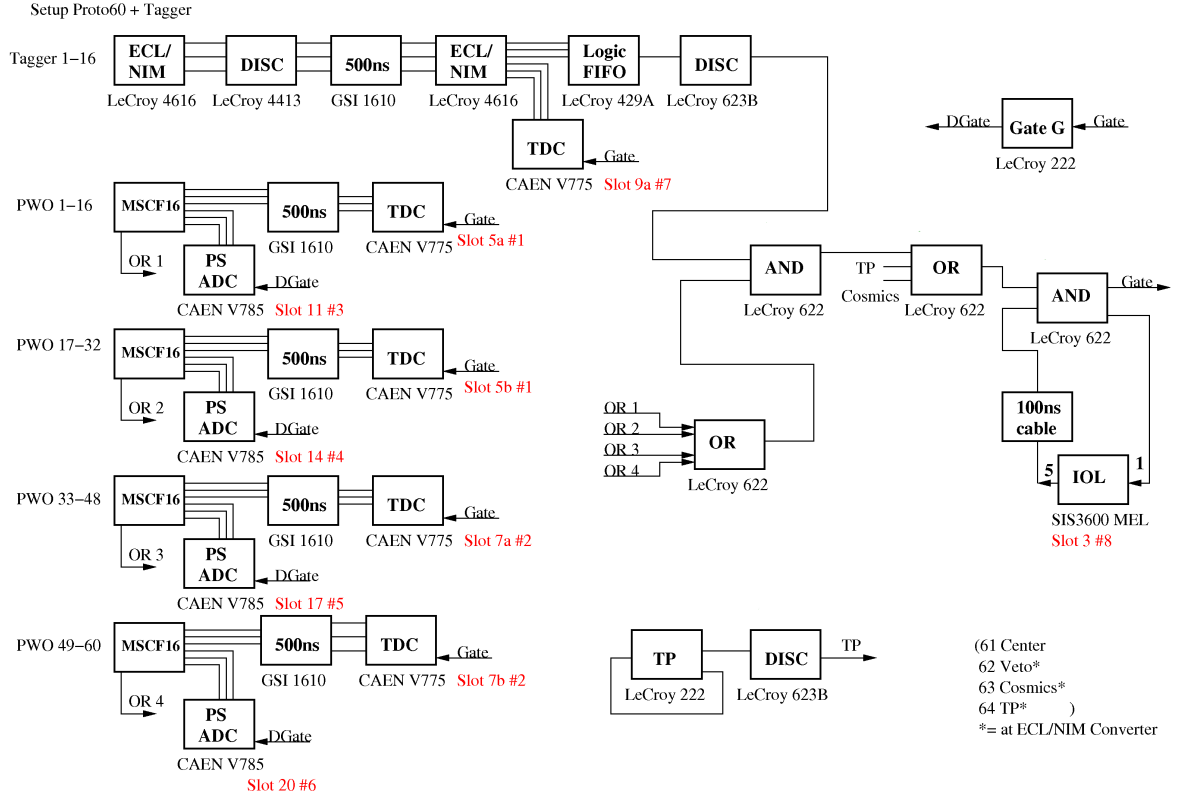 Setup Proto60 + Tagger
Tagger 1−16
ECL/
NIM
LeCroy 4616
DISC
LeCroy 4413
500ns
GSI 1610
ECL/
NIM
LeCroy 4616
Logic
FIFO
LeCroy 429A
DISC
LeCroy 623B
TDC
Gate
CAEN V775 Slot 9a #7
DGate
Gate G
Gate
LeCroy 222
PWO 1−16
MSCF16
500ns
GSI 1610
TDC
Gate
CAEN V775
Slot 5a #1
OR 1
PS
ADC
DGate
CAEN V785 Slot 11 #3
PWO 17−32
MSCF16
500ns
GSI 1610
TDC
Gate
CAEN V775
Slot 5b #1
OR 2
PS
ADC
DGate
CAEN V785 Slot 14 #4
PWO 33−48
MSCF16
500ns
GSI 1610
TDC
Gate
CAEN V775 Slot 7a #2
OR 3
PS
ADC
DGate
CAEN V785 Slot 17 #5
PWO 49−60
MSCF16
500ns
GSI 1610
TDC
Gate
CAEN V775 Slot 7b #2
OR 4
PS
ADC
DGate
CAEN V785
Slot 20 #6
AND
LeCroy 622
TP
Cosmics
OR
LeCroy 622
AND
LeCroy 622
Gate
OR 1
OR 2
OR 3
OR 4
OR
LeCroy 622
100ns
cable
5
IOL
1
SIS3600 MEL
Slot 3 #8
TP
LeCroy 222
DISC
LeCroy 623B
TP
(61 Center
62 Veto*
63 Cosmics*
64 TP* )
*= at ECL/NIM Converter